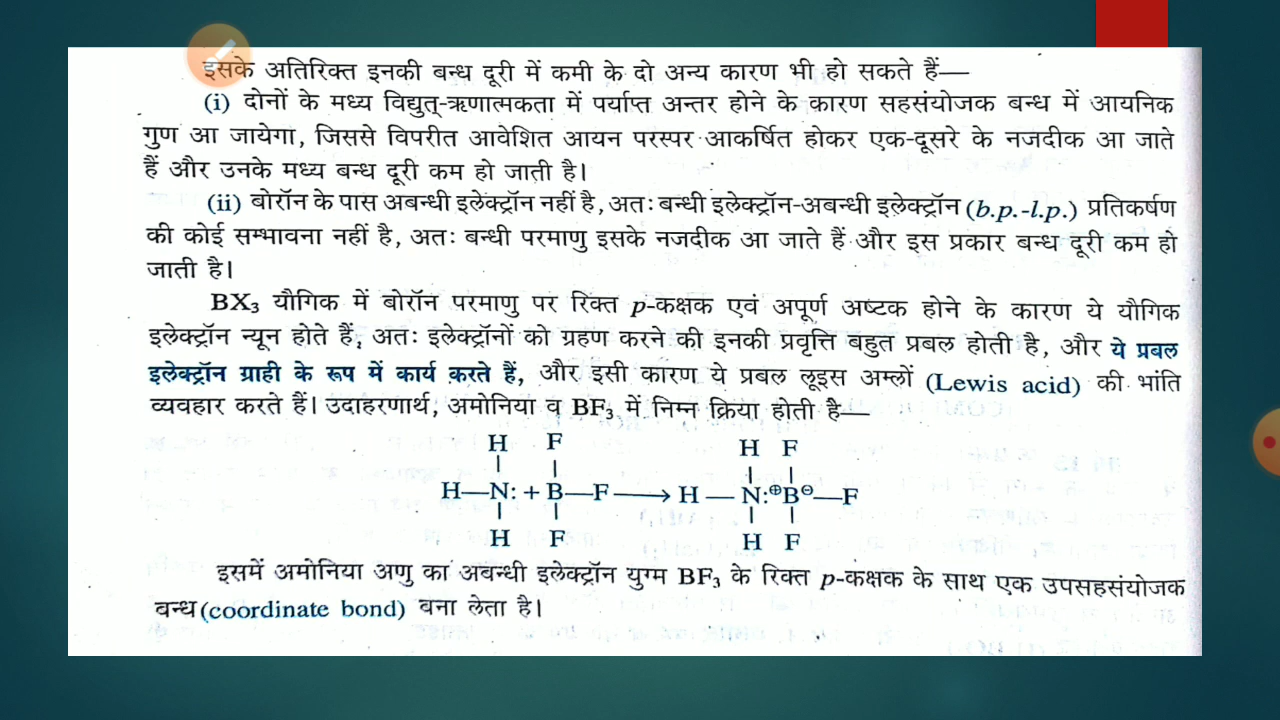 इसके अतिरिक्त इनकी बन्ध दूरी में कमी के दो अन्य कारण भी हो सकते हैं—
(i) दोनों के मध्य विद्युत्-ऋणात्मकता में पर्याप्त अन्तर होने के कारण सहसंयोजक बन्ध में आयनिक
गुण आ जायेगा, जिससे विपरीत आवेशित आयन परस्पर आकर्षित होकर एक-दूसरे के नजदीक आ जाते
हैं और उनके मध्य बन्ध दूरी कम हो जाती है।
(ii) बोरॉन के पास अबन्धी इलेक्ट्रॉन नहीं है, अतः बन्धी इलेक्ट्रॉन-अबन्धी इलेक्ट्रॉन (b.p.-l.p.) प्रतिकर्षण
की कोई सम्भावना नहीं है, अतः बन्धी परमाणु इसके नजदीक आ जाते हैं और इस प्रकार बन्ध दूरी कम हो
जाती है।
BX₃ यौगिक में बोरॉन परमाणु पर रिक्त p-कक्षक एवं अपूर्ण अष्टक होने के कारण ये यौगिक
इलेक्ट्रॉन न्यून होते हैं, अतः इलेक्ट्रॉनों को ग्रहण करने की इनकी प्रवृत्ति बहुत प्रबल होती है, और ये प्रबल
इलेक्ट्रॉन ग्राही के रूप में कार्य करते हैं, और इसी कारण ये प्रबल लूइस अम्लों (Lewis acid) की भांति
व्यवहार करते हैं। उदाहरणार्थ, अमोनिया व BF₃ में निम्न क्रिया होती है—
H F H F
H—N: + B—F ⟶ H — N:⊕B⊖—F
H F H F
इसमें अमोनिया अणु का अबन्धी इलेक्ट्रॉन युग्म BF₃ के रिक्त p-कक्षक के साथ एक उपसहसंयोजक
बन्ध (coordinate bond) बना लेता है।